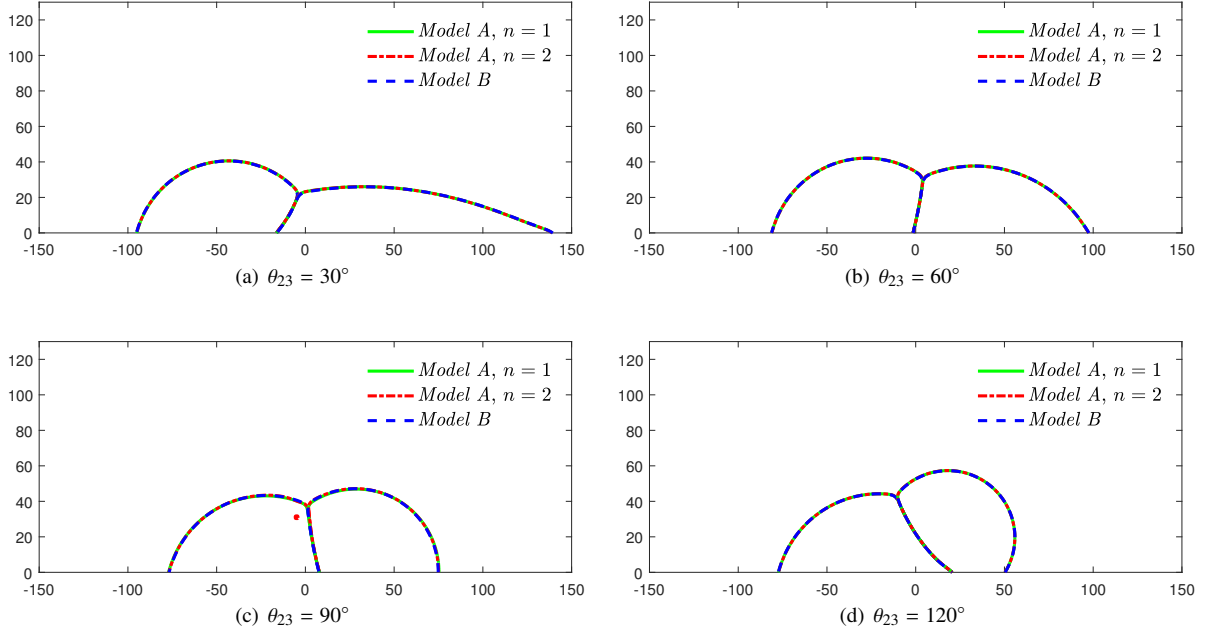 120
100
80
60
40
20
0
-150 -100 -50 0 50 100 150
Model A, n = 1
Model A, n = 2
Model B
(a) θ23 = 30°
120
100
80
60
40
20
0
-150 -100 -50 0 50 100 150
Model A, n = 1
Model A, n = 2
Model B
(b) θ23 = 60°
120
100
80
60
40
20
0
-150 -100 -50 0 50 100 150
Model A, n = 1
Model A, n = 2
Model B
(c) θ23 = 90°
120
100
80
60
40
20
0
-150 -100 -50 0 50 100 150
Model A, n = 1
Model A, n = 2
Model B
(d) θ23 = 120°